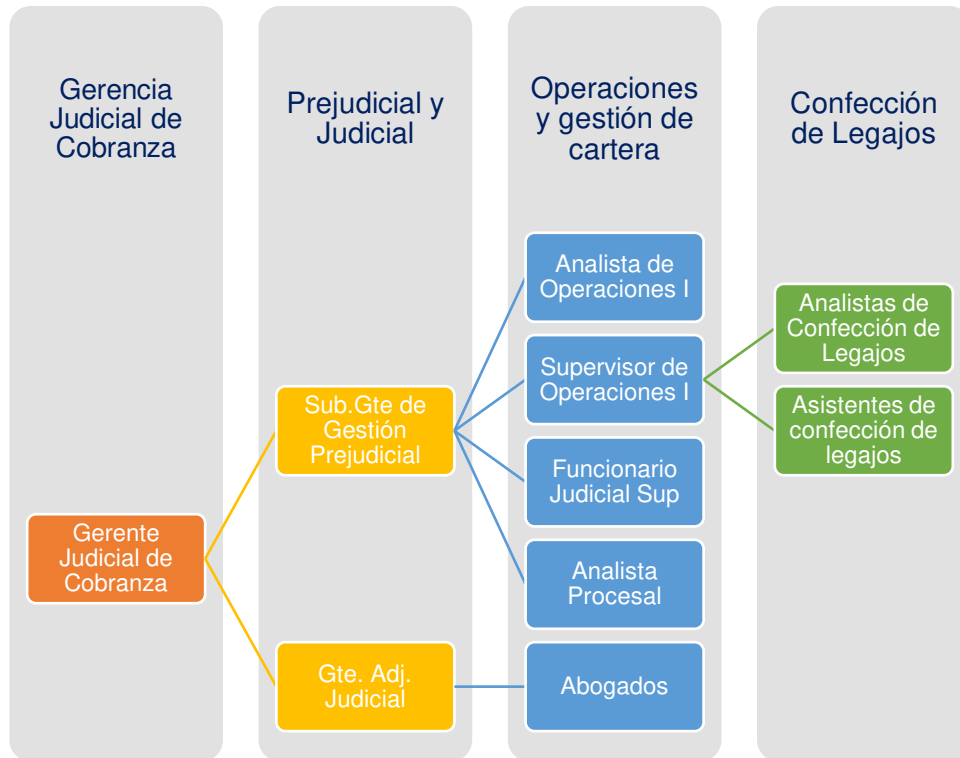 Gerencia
Judicial de
Cobranza
Prejudicial y
Judicial
Operaciones
y gestión de
cartera
Confección
de Legajos
Gerente
Judicial de
Cobranza
Sub.Gte de
Gestión
Prejudicial
Gte. Adj.
Judicial
Analista de
Operaciones I
Supervisor de
Operaciones I
Funcionario
Judicial Sup
Analista
Procesal
Abogados
Analistas de
Confección de
Legajos
Asistentes de
confección de
legajos